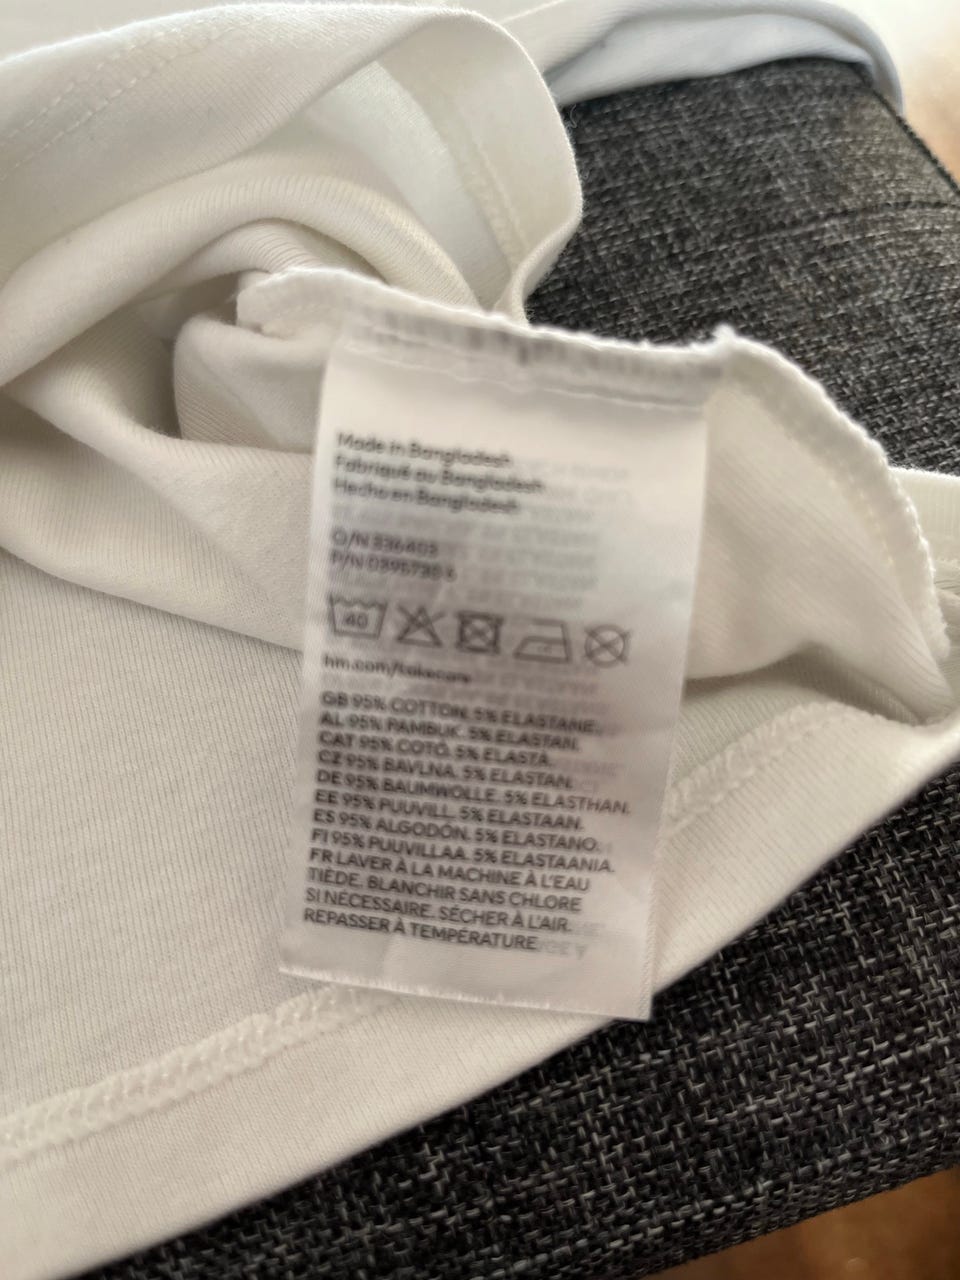 Made in Bangladesh
Fabriqué au Bangladesh
Hecho en Bangladesh
O/N 336403
40
hm.com/takecare
GB 95% COTTON. 5% ELASTANE.
AL 95% PAMBUK. 5% ELASTAN.
CAT 95% COTÓ. 5% ELASTÀ.
CZ 95% BAVLNA. 5% ELASTAN.
DE 95% BAUMWOLLE. 5% ELASTHAN.
EE 95% PUUVILL. 5% ELASTAAN.
ES 95% ALGODÓN. 5% ELASTANO.
FI 95% PUUVILLAA. 5% ELASTAANIA.
FR LAVER À LA MACHINE À L'EAU
TIÈDE. BLANCHIR SANS CHLORE
SI NÉCESSAIRE. SÉCHER À L'AIR.
REPASSER À TEMPÉRATURE